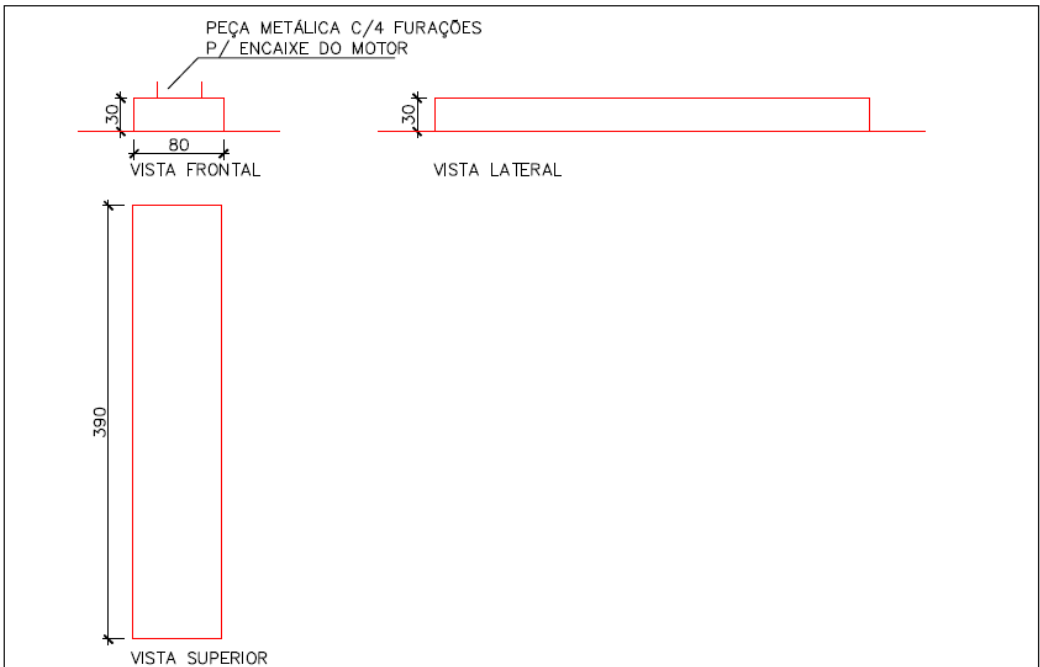 PEÇA METÁLICA C/4 FURAÇÕES
P/ ENCAIXE DO MOTOR
30
80
VISTA FRONTAL
30
VISTA LATERAL
390
VISTA SUPERIOR